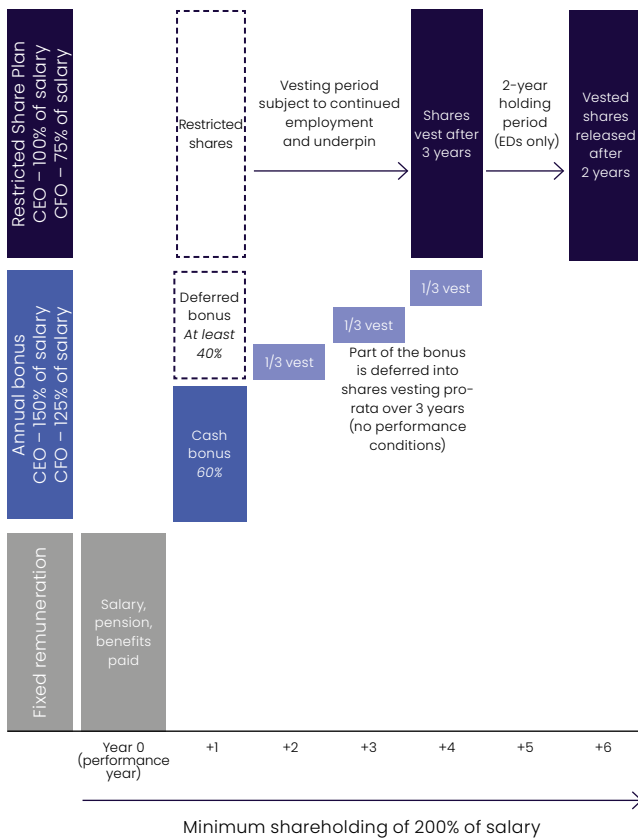 Restricted Share Plan
CEO – 100% of salary
CFO – 75% of salary
Restricted
shares
Vesting period
subject to continued
employment
and underpin
Shares
vest after
3 years
2-year
holding
period
(EDs only)
Vested
shares
released
after
2 years
Annual bonus
CEO – 150% of salary
CFO – 125% of salary
Deferred
bonus
At least
40%
Cash
bonus
60%
1/3 vest
1/3 vest
1/3 vest
Part of the bonus
is deferred into
shares vesting pro-
rata over 3 years
(no performance
conditions)
Fixed remuneration
Salary,
pension,
benefits
paid
Year 0
(performance
year)
+1
+2
+3
+4
+5
+6
Minimum shareholding of 200% of salary